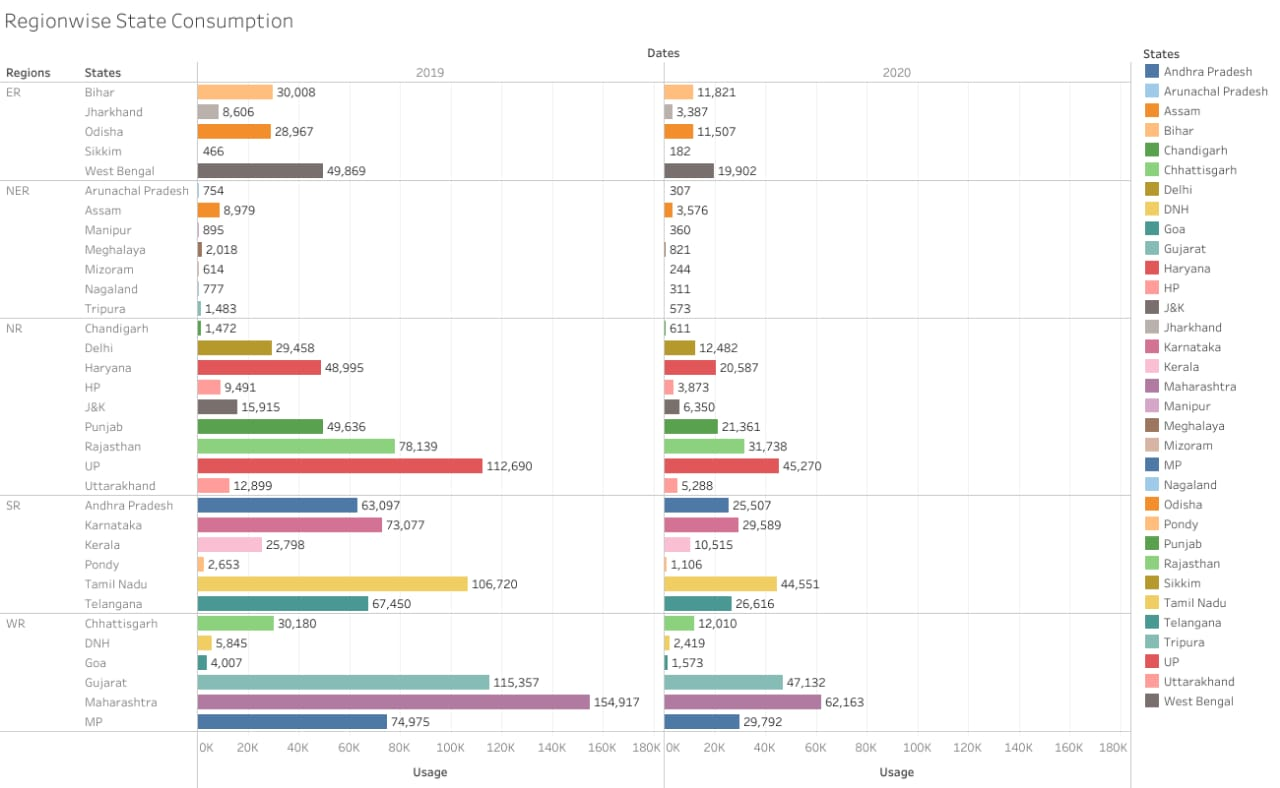 Regionwise State Consumption
Dates
Regions States 2019 2020
ER Bihar 30,008 11,821
Jharkhand 8,606 3,387
Odisha 28,967 11,507
Sikkim 466 182
West Bengal 49,869 19,902
NER Arunachal Pradesh 754 307
Assam 8,979 3,576
Manipur 895 360
Meghalaya 2,018 821
Mizoram 614 244
Nagaland 777 311
Tripura 1,483 573
NR Chandigarh 1,472 611
Delhi 29,458 12,482
Haryana 48,995 20,587
HP 9,491 3,873
J&K 15,915 6,350
Punjab 49,636 21,361
Rajasthan 78,139 31,738
UP 112,690 45,270
Uttarakhand 12,899 5,288
SR Andhra Pradesh 63,097 25,507
Karnataka 73,077 29,589
Kerala 25,798 10,515
Pondy 2,653 1,106
Tamil Nadu 106,720 44,551
Telangana 67,450 26,616
WR Chhattisgarh 30,180 12,010
DNH 5,845 2,419
Goa 4,007 1,573
Gujarat 115,357 47,132
Maharashtra 154,917 62,163
MP 74,975 29,792
0K 20K 40K 60K 80K 100K 120K 140K 160K 180K 0K 20K 40K 60K 80K 100K 120K 140K 160K 180K
Usage Usage
States
Andhra Pradesh
Arunachal Pradesh
Assam
Bihar
Chandigarh
Chhattisgarh
Delhi
DNH
Goa
Gujarat
Haryana
HP
J&K
Jharkhand
Karnataka
Kerala
Maharashtra
Manipur
Meghalaya
Mizoram
MP
Nagaland
Odisha
Pondy
Punjab
Rajasthan
Sikkim
Tamil Nadu
Telangana
Tripura
UP
Uttarakhand
West Bengal